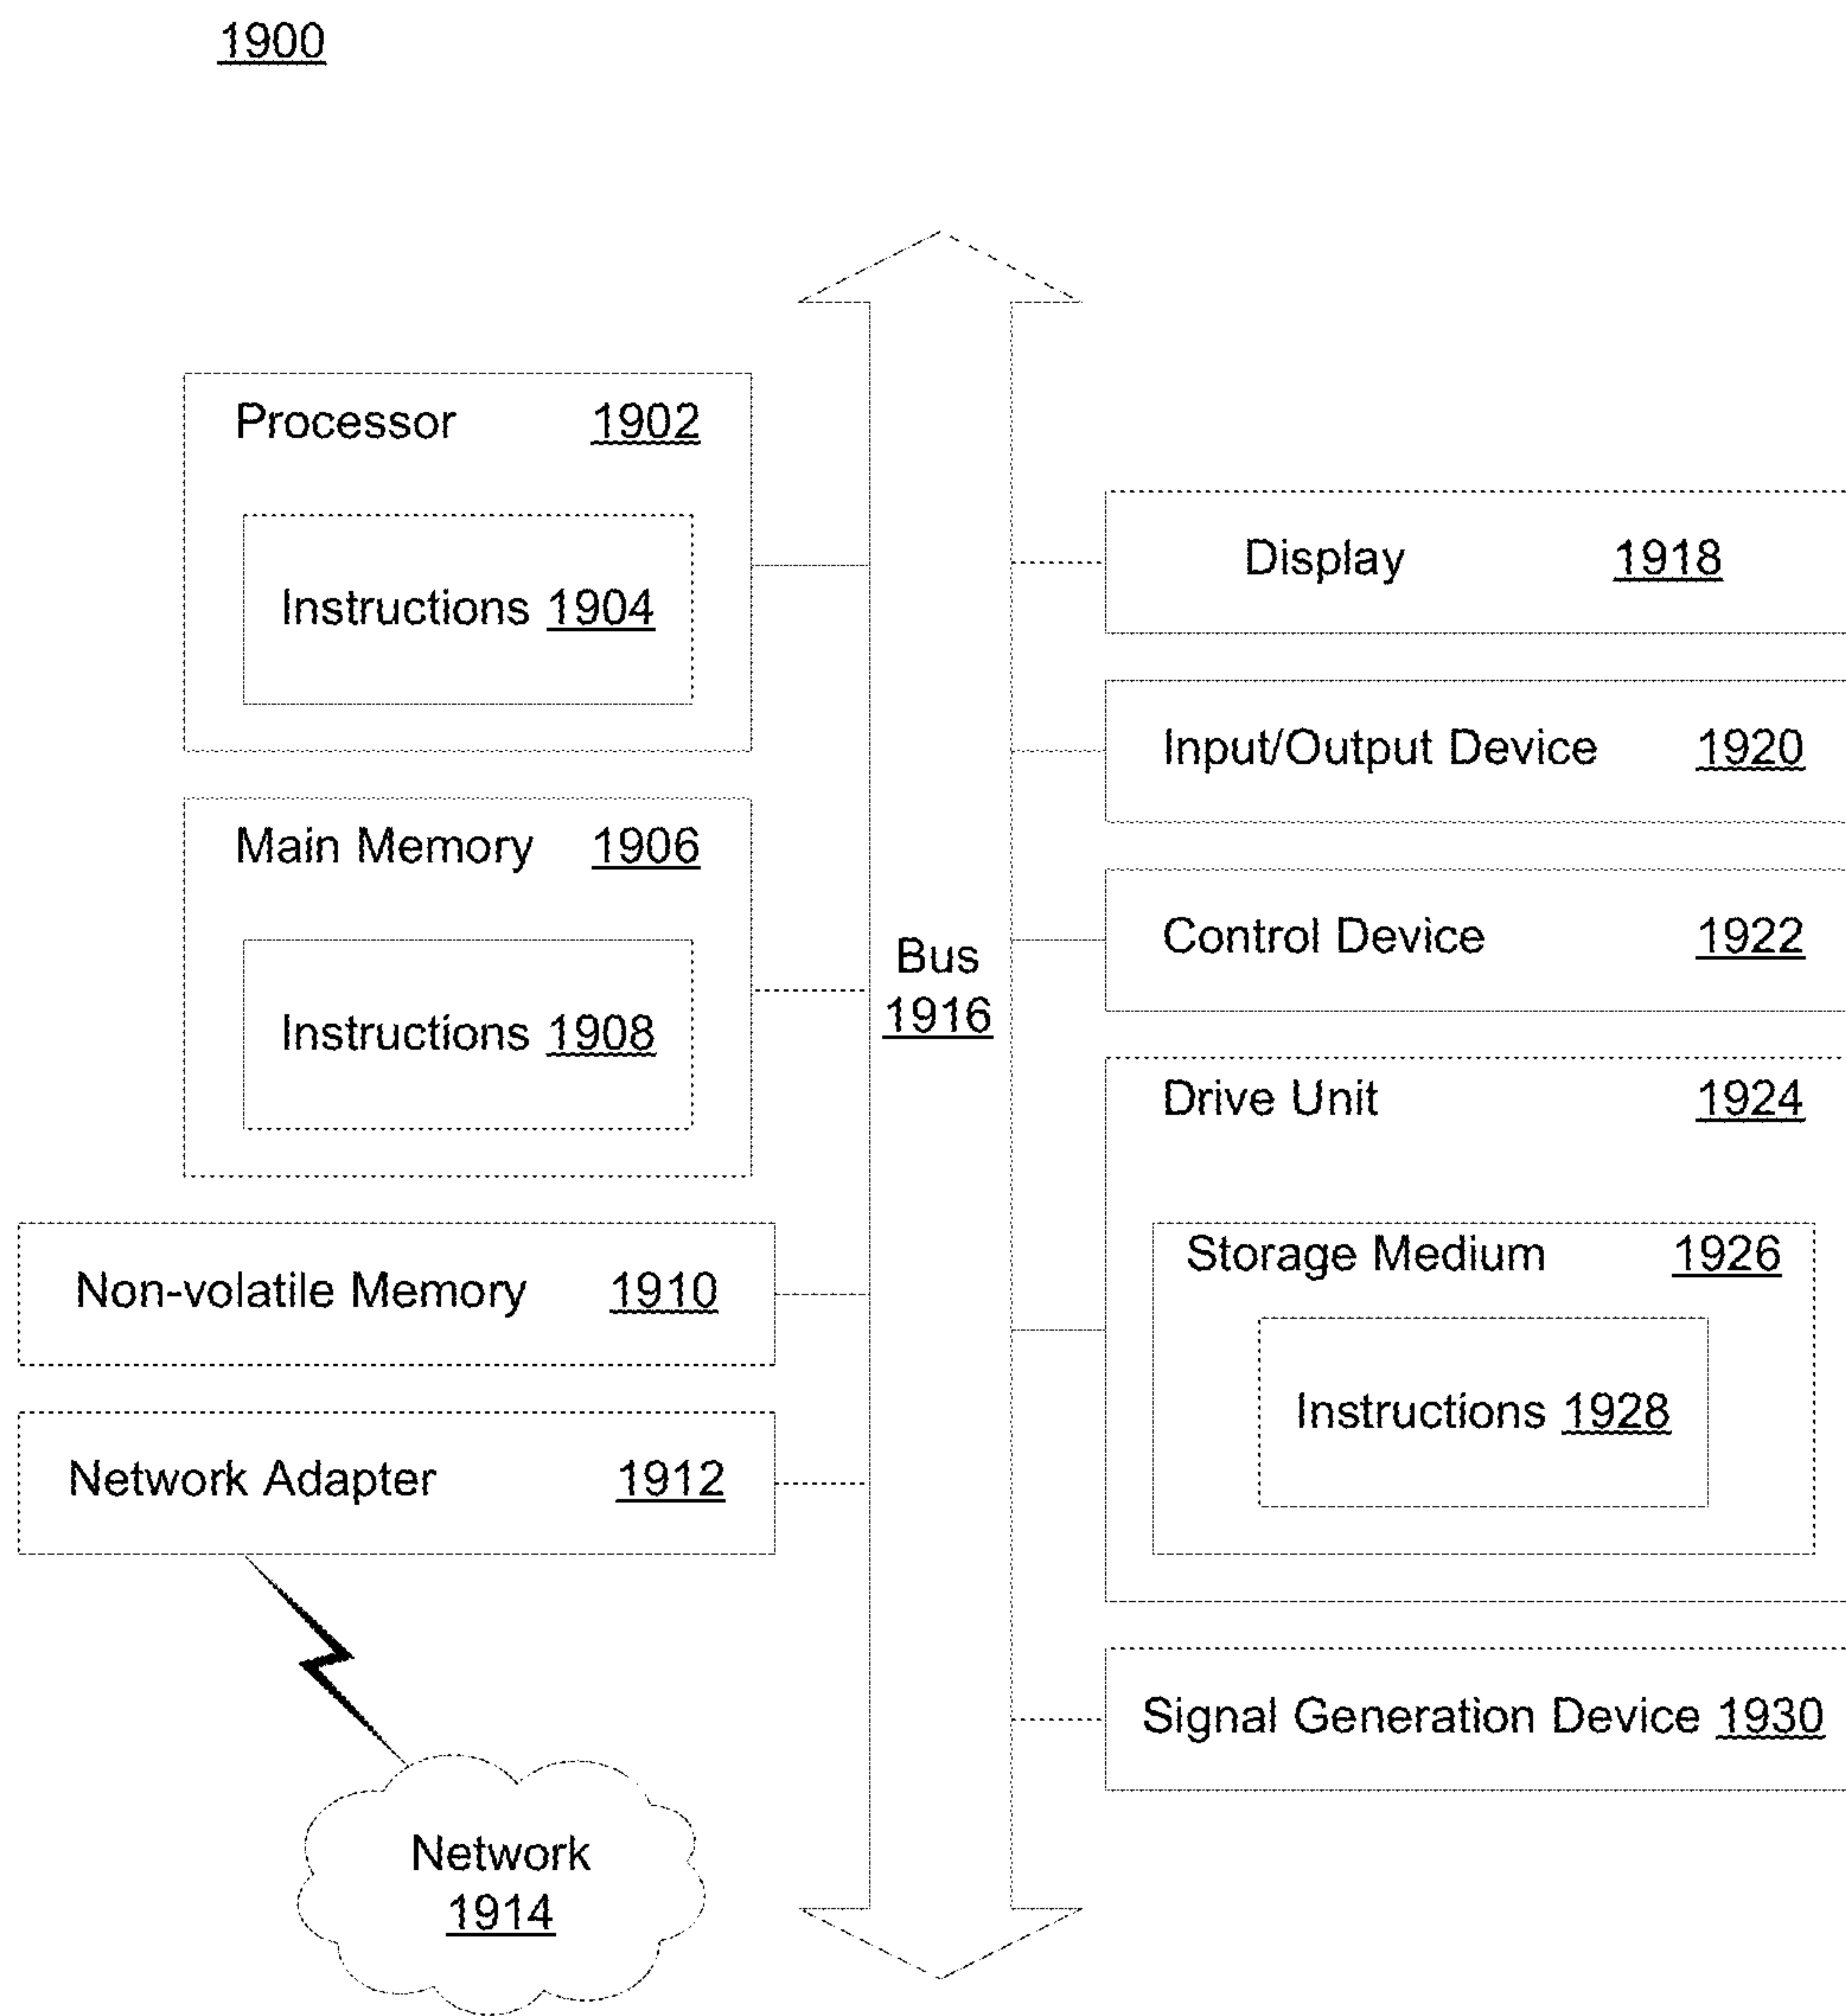 1900
Processor 1902
Instructions 1904
Main Memory 1906
Instructions 1908
Non-volatile Memory 1910
Network Adapter 1912
Network
1914
Bus
1916
Display 1918
Input/Output Device 1920
Control Device 1922
Drive Unit 1924
Storage Medium 1926
Instructions 1928
Signal Generation Device 1930